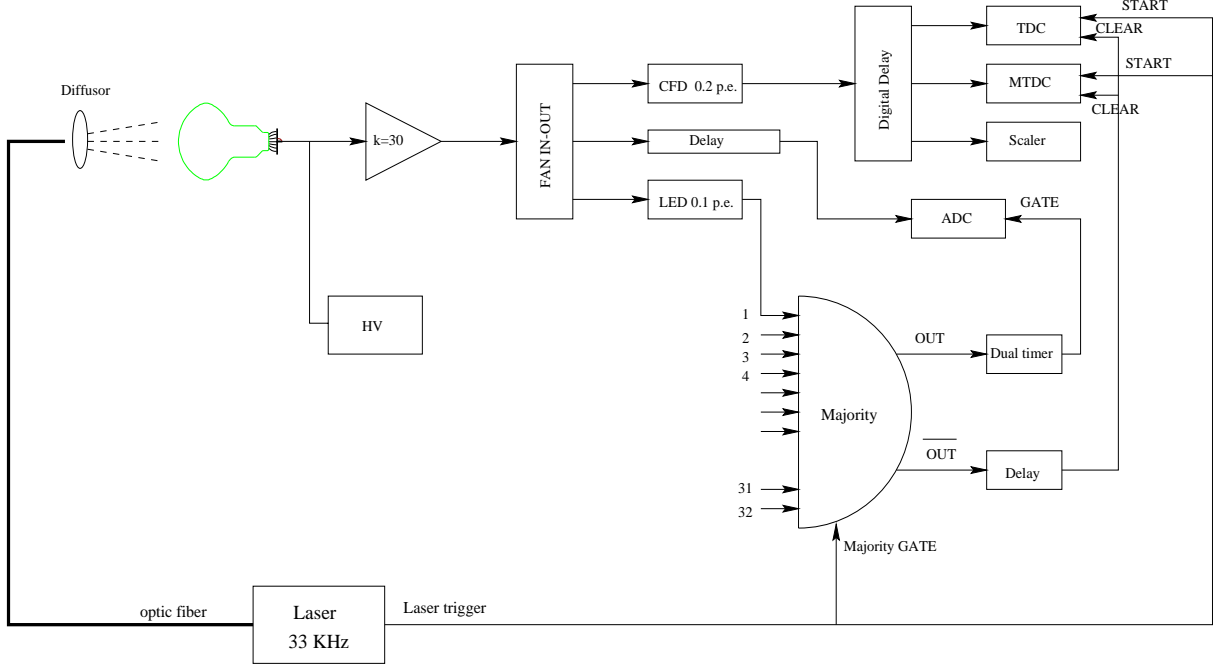 START
TDC
CLEAR
START
MTDC
CLEAR
Digital Delay
Scaler
Diffusor
k=30
FAN IN-OUT
CFD 0.2 p.e.
Delay
LED 0.1 p.e.
ADC
GATE
HV
1
2
3
4
31
32
Majority
OUT
Dual timer
OUT
Delay
Majority GATE
optic fiber
Laser
33 KHz
Laser trigger